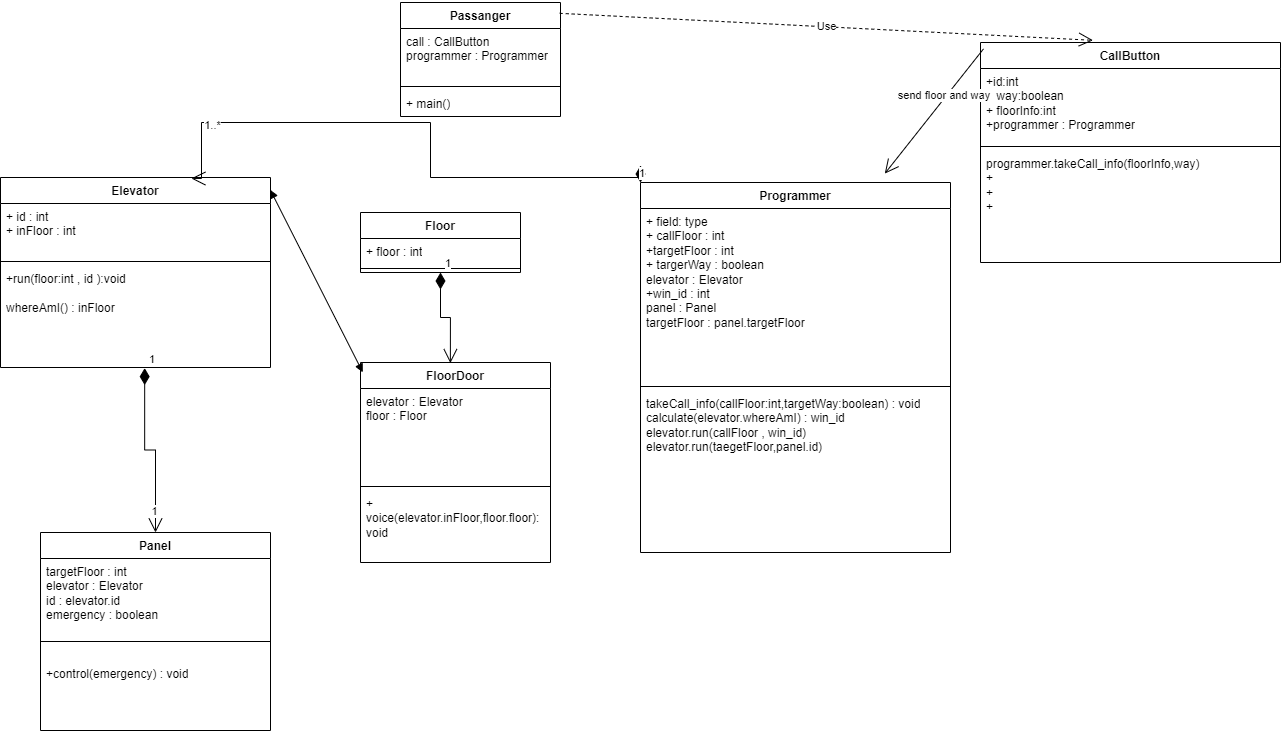 Passanger
call : CallButton
programmer : Programmer
+ main()
Use
CallButton
+id:int
way:boolean
+ floorInfo:int
+programmer : Programmer
programmer.takeCall_info(floorInfo,way)
+
+
+
send floor and way
1..*
1
Elevator
+ id : int
+ inFloor : int
+run(floor:int , id ):void
whereAmI() : inFloor
1
1
Floor
+ floor : int
1
Programmer
+ field: type
+ callFloor : int
+targetFloor : int
+ targerWay : boolean
elevator : Elevator
+win_id : int
panel : Panel
targetFloor : panel.targetFloor
takeCall_info(callFloor:int,targetWay:boolean) : void
calculate(elevator.whereAmI) : win_id
elevator.run(callFloor , win_id)
elevator.run(taegetFloor,panel.id)
FloorDoor
elevator : Elevator
floor : Floor
+
voice(elevator.inFloor,floor.floor):
void
Panel
targetFloor : int
elevator : Elevator
id : elevator.id
emergency : boolean
+control(emergency) : void